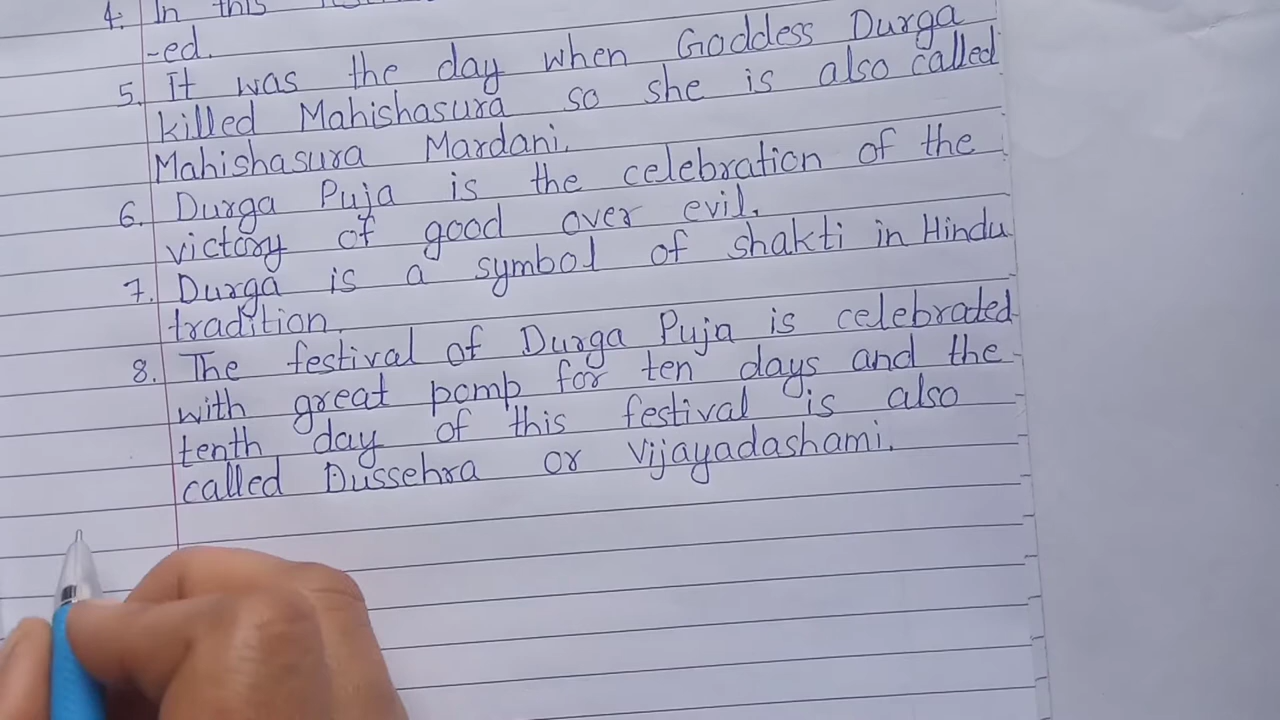 4. In this
-ed.
5. It was the day when Goddess Durga
killed Mahishasura so she is also called
Mahishasura Mardani.
6. Durga Puja is the celebration of the
victory of good over evil.
7. Durga is a symbol of shakti in Hindu
tradition.
8. The festival of Durga Puja is celebrated
with great pomp for ten days and the
tenth day of this festival is also
called Dussehra or Vijayadashami.